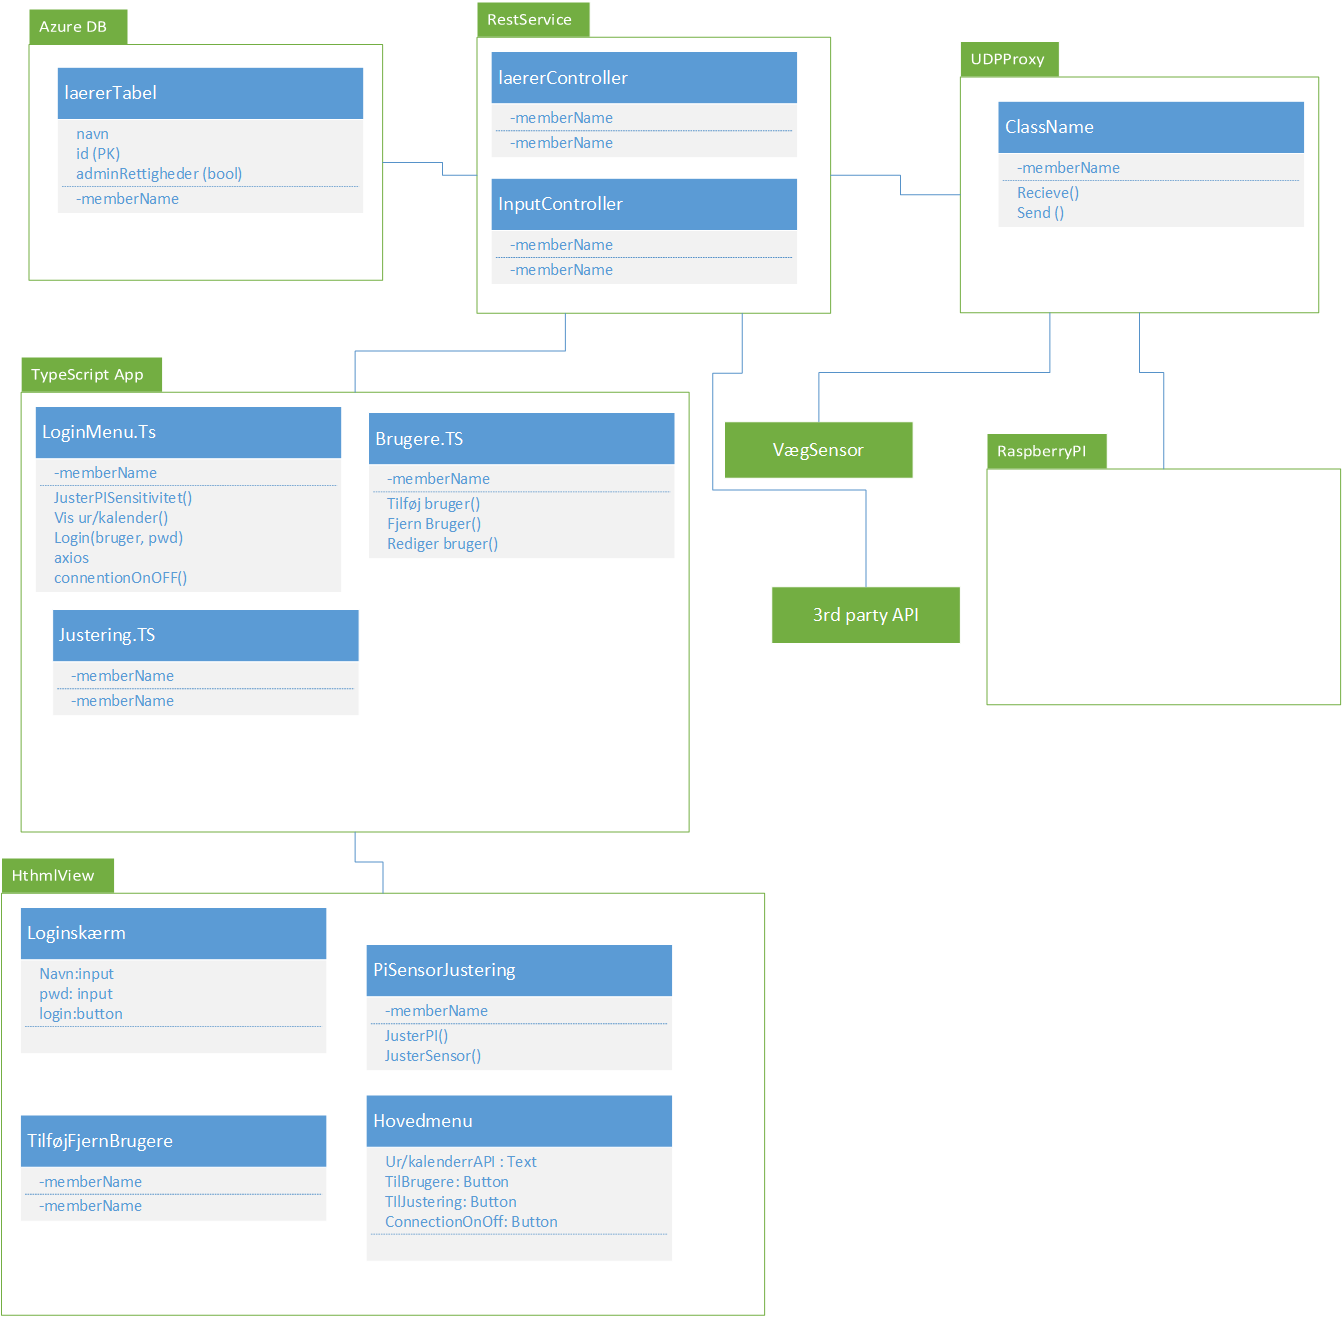 Azure DB
laererTabel
navn
id (PK)
adminRettigheder (bool)
-memberName
RestService
laererController
-memberName
-memberName
InputController
-memberName
-memberName
UDPProxy
ClassName
-memberName
Recieve()
Send ()
TypeScript App
LoginMenu.Ts
-memberName
JusterPISensitivitet()
Vis ur/kalender()
Login(bruger, pwd)
axios
connentionOnOFF()
Brugere.TS
-memberName
Tilføj bruger()
Fjern Bruger()
Rediger bruger()
Justering.TS
-memberName
-memberName
VægSensor
3rd party API
RaspberryPI
HthmlView
Loginskærm
Navn:input
pwd: input
login:button
PiSensorJustering
-memberName
JusterPI()
JusterSensor()
TilføjFjernBrugere
-memberName
-memberName
Hovedmenu
Ur/kalenderrAPI : Text
TilBrugere: Button
TIlJustering: Button
ConnectionOnOff: Button